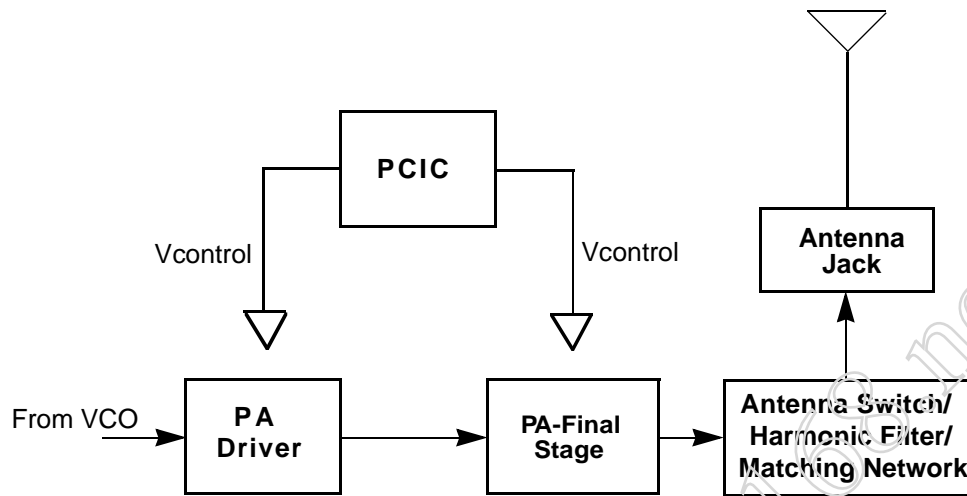 PCIC
Vcontrol
Vcontrol
Antenna
Jack
From VCO
PA
Driver
PA-Final
Stage
Antenna Switch/
Harmonic Filter/
Matching Network